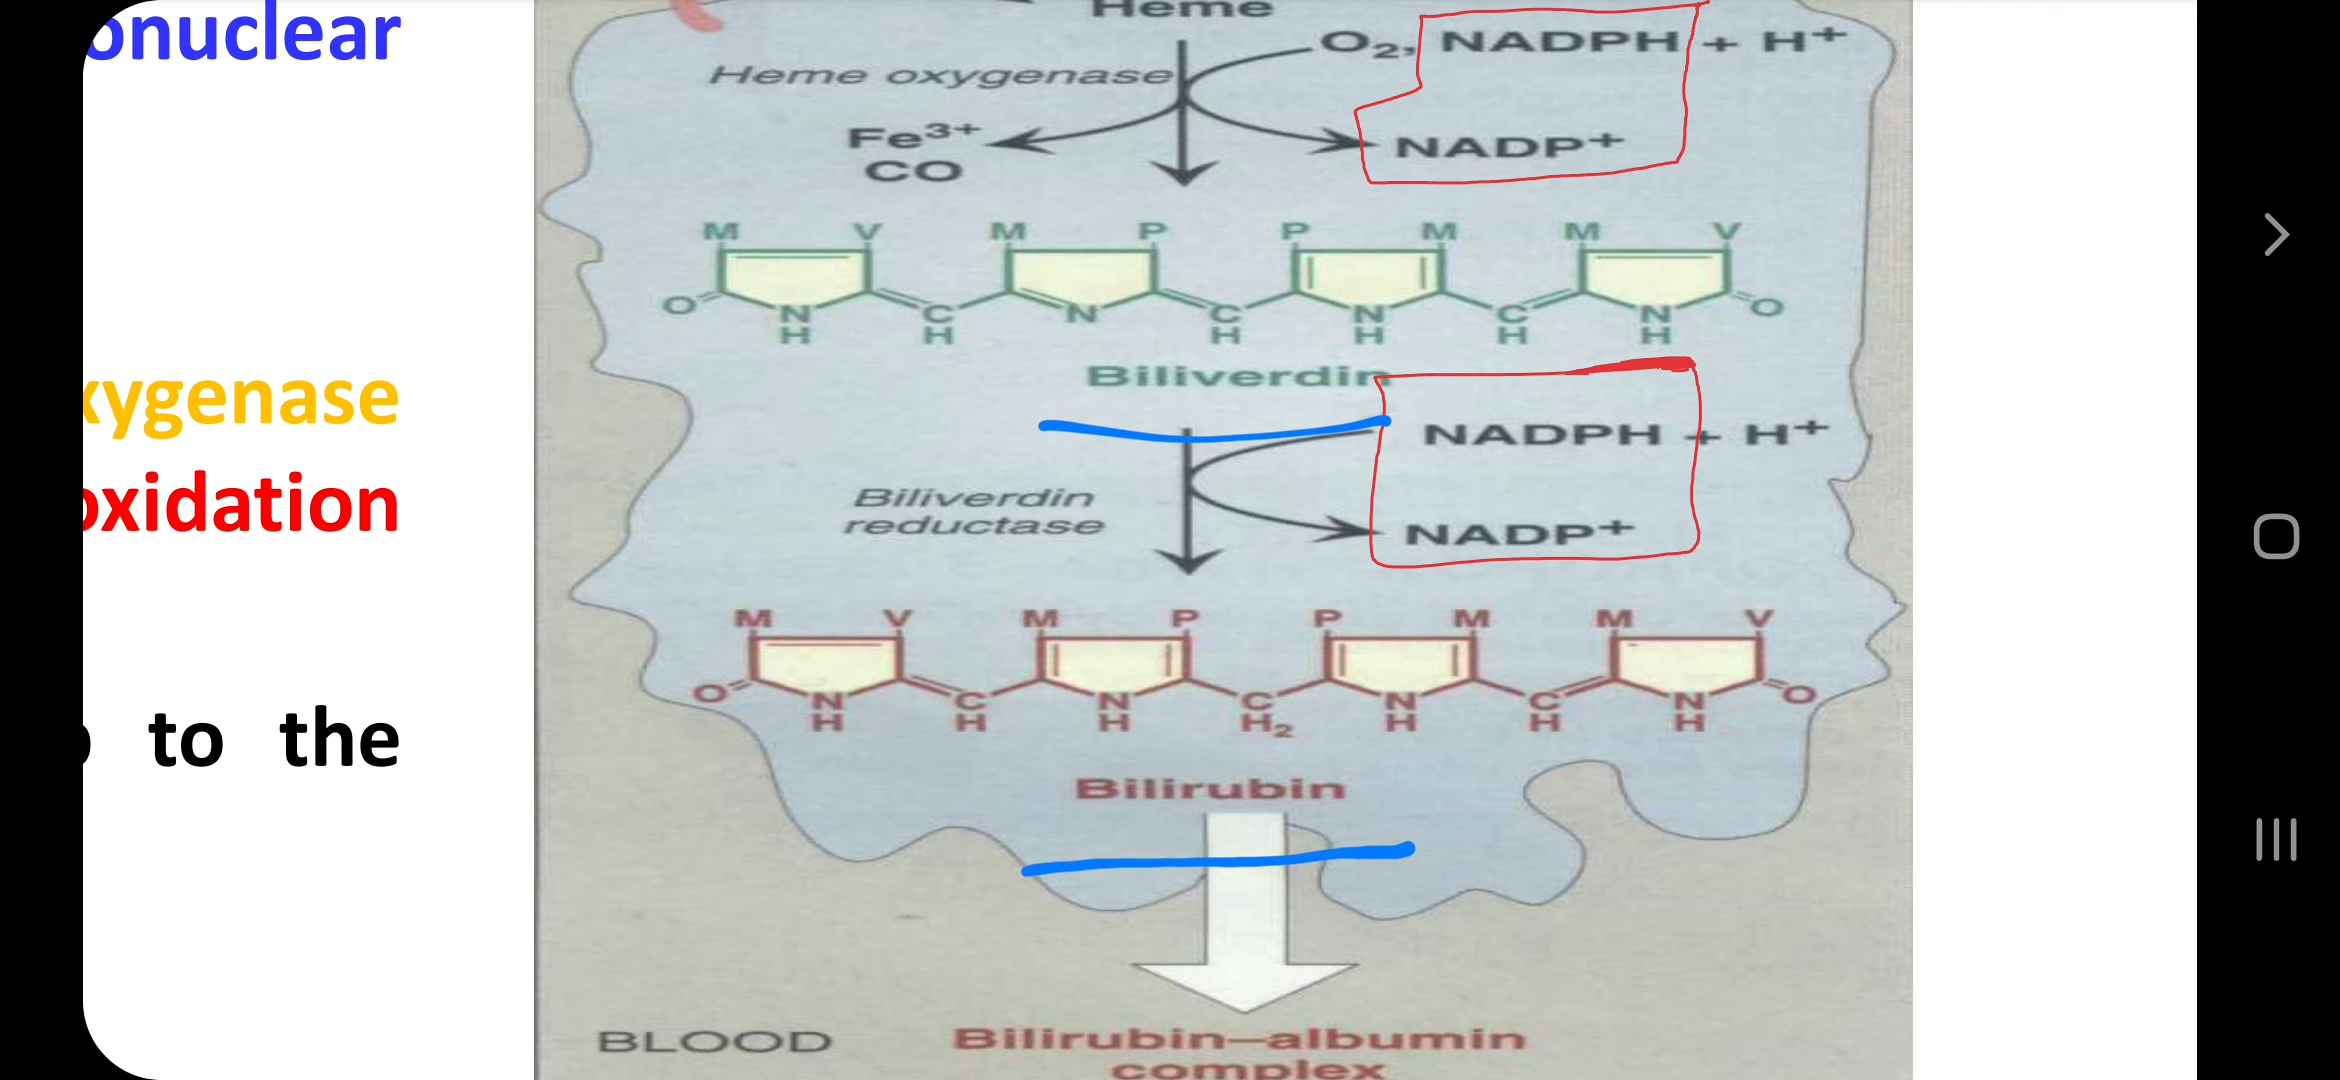 onuclear
xygenase
oxidation
to the
Heme
O₂, NADPH + H⁺
Heme oxygenase
Fe³⁺
CO
NADP⁺
M V M P P M M V
O N H C H N C H N H C H N H O
Biliverdin
NADPH + H⁺
Biliverdin
reductase
NADP⁺
M V M P P M M V
O N H C H N H C H₂ N H C H N H O
Bilirubin
BLOOD
Bilirubin–albumin
complex